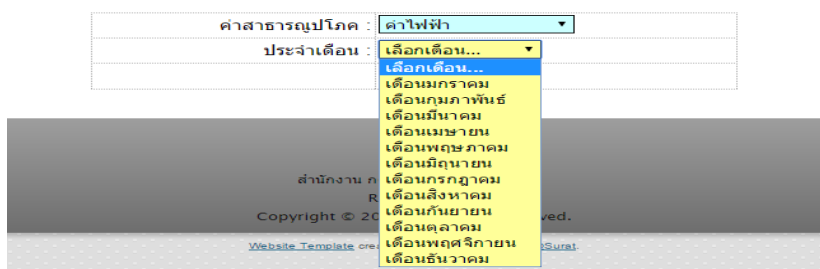 ค่าสาธารณูปโภค : ค่าไฟฟ้า
ประจำเดือน : เลือกเดือน...
เลือกเดือน...
เดือนมกราคม
เดือนกุมภาพันธ์
เดือนมีนาคม
เดือนเมษายน
เดือนพฤษภาคม
เดือนมิถุนายน
สำนักงาน ก เดือนกรกฎาคม
R เดือนสิงหาคม
Copyright © 20 เดือนกันยายน ved.
เดือนตุลาคม
Website Template crea เดือนพฤศจิกายน Surat.
เดือนธันวาคม